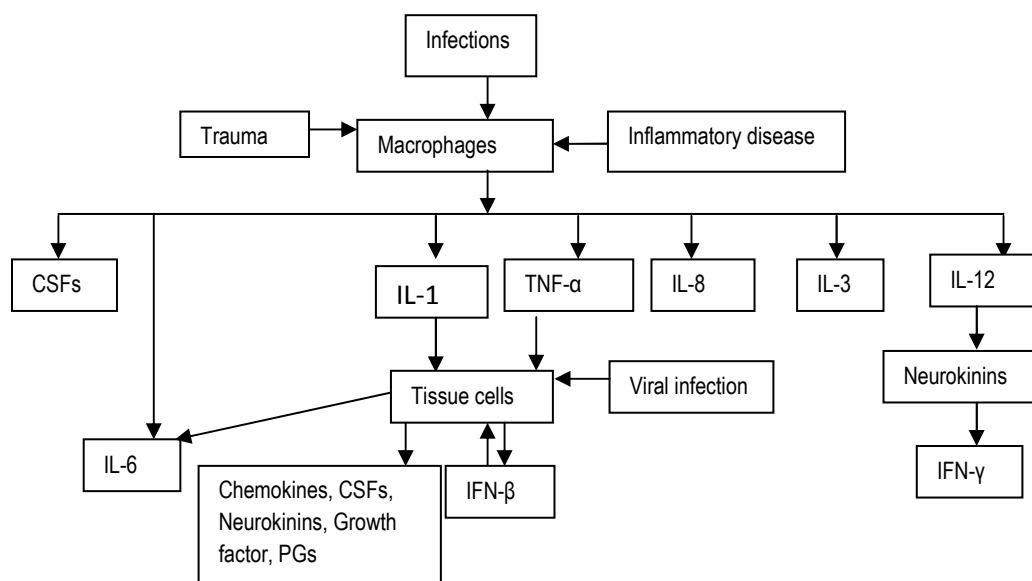 Infections
Trauma
Macrophages
Inflammatory disease
CSFs
IL-1
TNF-α
IL-8
IL-3
IL-12
Tissue cells
Viral infection
Neurokinins
IL-6
Chemokines, CSFs,
Neurokinins, Growth
factor, PGs
IFN-β
IFN-γ